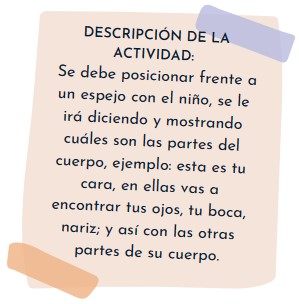 DESCRIPCIÓN DE LA
ACTIVIDAD:
Se debe posicionar frente a
un espejo con el niño, se le
irá diciendo y mostrando
cuáles son las partes del
cuerpo, ejemplo: esta es tu
cara, en ellas vas a
encontrar tus ojos, tu boca,
nariz; y así con las otras
partes de su cuerpo.